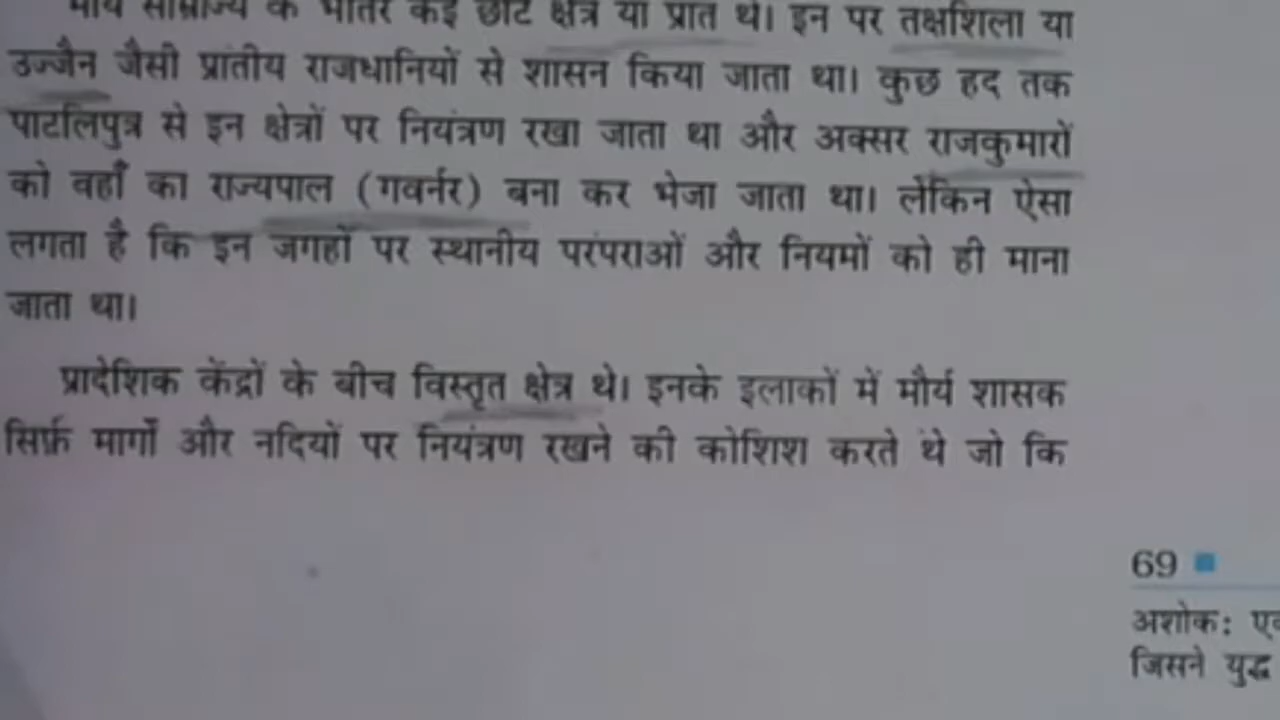 मौर्य साम्राज्य के भीतर कई छोटे क्षेत्र या प्रांत थे। इन पर तक्षशिला या
उज्जैन जैसी प्रांतीय राजधानियों से शासन किया जाता था। कुछ हद तक
पाटलिपुत्र से इन क्षेत्रों पर नियंत्रण रखा जाता था और अक्सर राजकुमारों
को वहाँ का राज्यपाल (गवर्नर) बना कर भेजा जाता था। लेकिन ऐसा
लगता है कि इन जगहों पर स्थानीय परंपराओं और नियमों को ही माना
जाता था।
प्रादेशिक केंद्रों के बीच विस्तृत क्षेत्र थे। इनके इलाकों में मौर्य शासक
सिर्फ़ मार्गों और नदियों पर नियंत्रण रखने की कोशिश करते थे जो कि
69
अशोक:
जिसने युद्ध